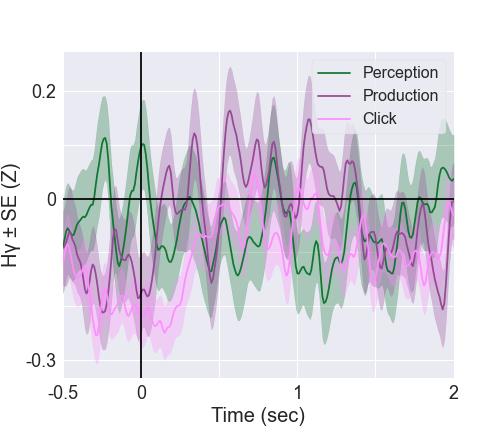 Perception
Production
Click
0.2
0
-0.3
Hγ ± SE (Z)
-0.5 0 1 2
Time (sec)